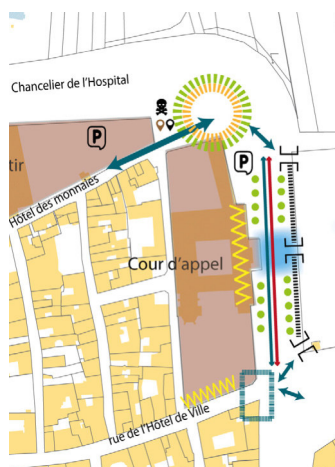 Chancelier de l'Hospital
P
P
tir
Hôtel des monnaies
Cour d'appel
rue de l'Hôtel de Ville